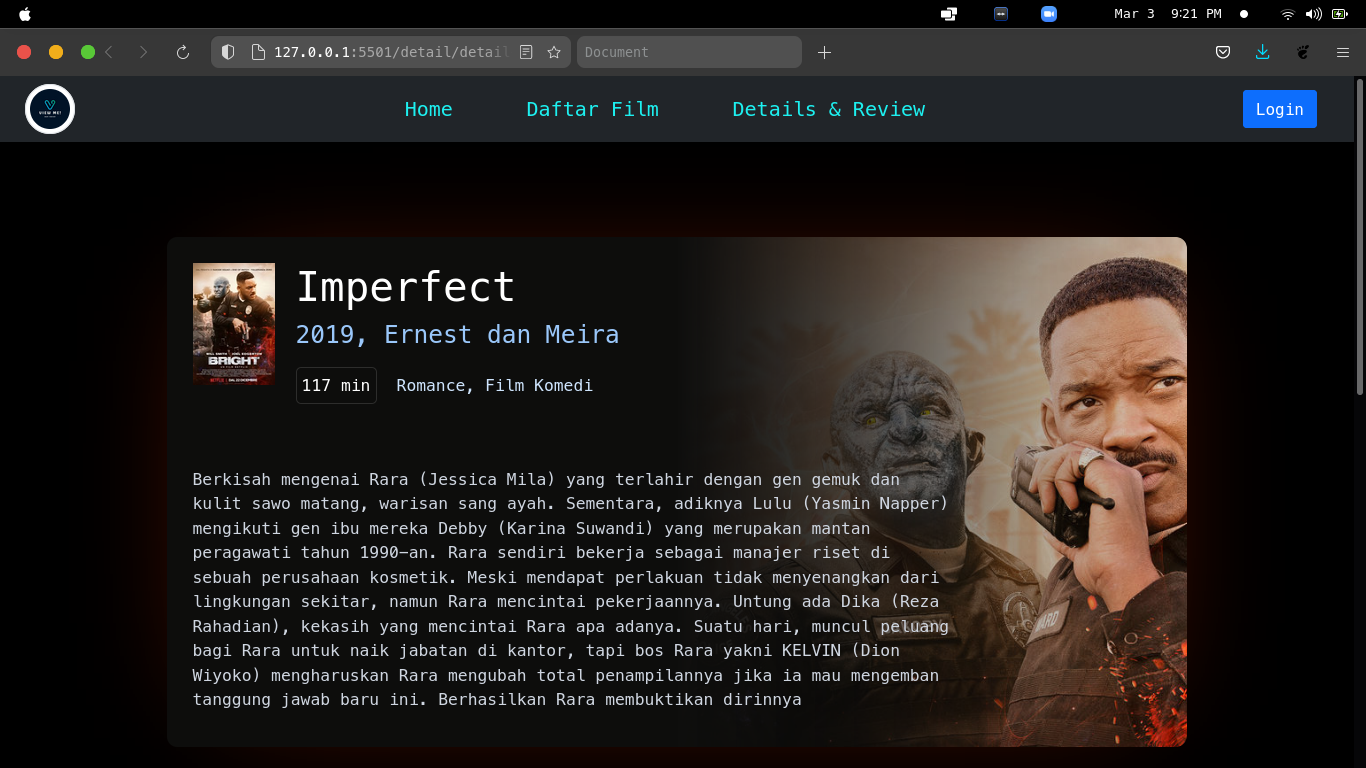 Mar 3 9:21 PM
127.0.0.1:5501/detail/detail
Document
VIEW ME!
Home
Daftar Film
Details & Review
Login
BRIGHT
NETFLIX
Imperfect
2019, Ernest dan Meira
117 min
Romance, Film Komedi
Berkisah mengenai Rara (Jessica Mila) yang terlahir dengan gen gemuk dan
kulit sawo matang, warisan sang ayah. Sementara, adiknya Lulu (Yasmin Napper)
mengikuti gen ibu mereka Debby (Karina Suwandi) yang merupakan mantan
peragawati tahun 1990-an. Rara sendiri bekerja sebagai manajer riset di
sebuah perusahaan kosmetik. Meski mendapat perlakuan tidak menyenangkan dari
lingkungan sekitar, namun Rara mencintai pekerjaannya. Untung ada Dika (Reza
Rahadian), kekasih yang mencintai Rara apa adanya. Suatu hari, muncul peluang
bagi Rara untuk naik jabatan di kantor, tapi bos Rara yakni KELVIN (Dion
Wiyoko) mengharuskan Rara mengubah total penampilannya jika ia mau mengemban
tanggung jawab baru ini. Berhasilkan Rara membuktikan dirinnya